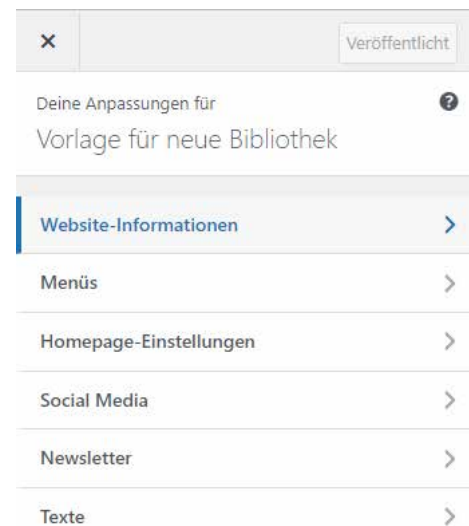 Veröffentlicht
Deine Anpassungen für
Vorlage für neue Bibliothek
Website-Informationen
Menüs
Homepage-Einstellungen
Social Media
Newsletter
Texte